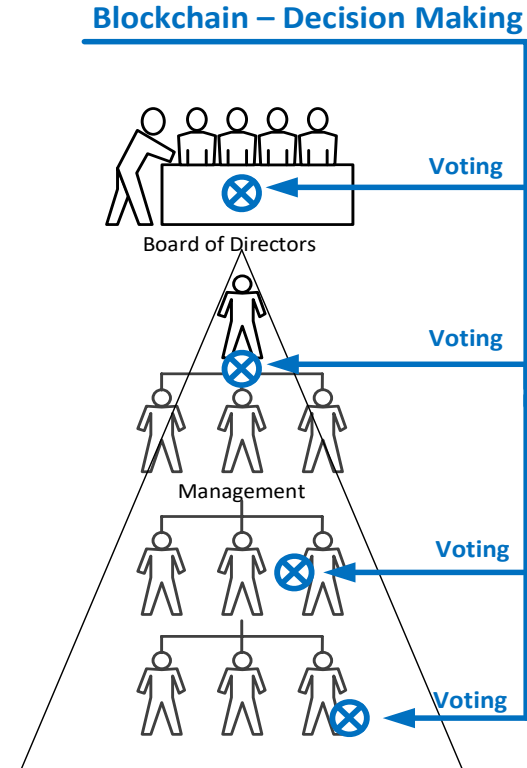 Blockchain – Decision Making
Voting
Board of Directors
Voting
Management
Voting
Voting